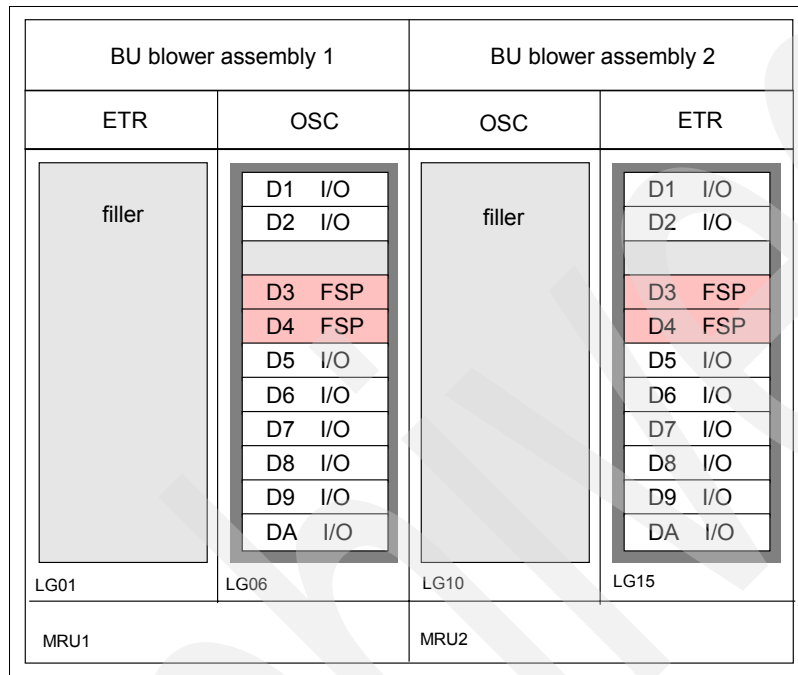 BU blower assembly 1 BU blower assembly 2
ETR OSC OSC ETR
filler filler
D1 I/O D1 I/O
D2 I/O D2 I/O
D3 FSP D3 FSP
D4 FSP D4 FSP
D5 I/O D5 I/O
D6 I/O D6 I/O
D7 I/O D7 I/O
D8 I/O D8 I/O
D9 I/O D9 I/O
DA I/O DA I/O
LG01 LG06 LG10 LG15
MRU1 MRU2